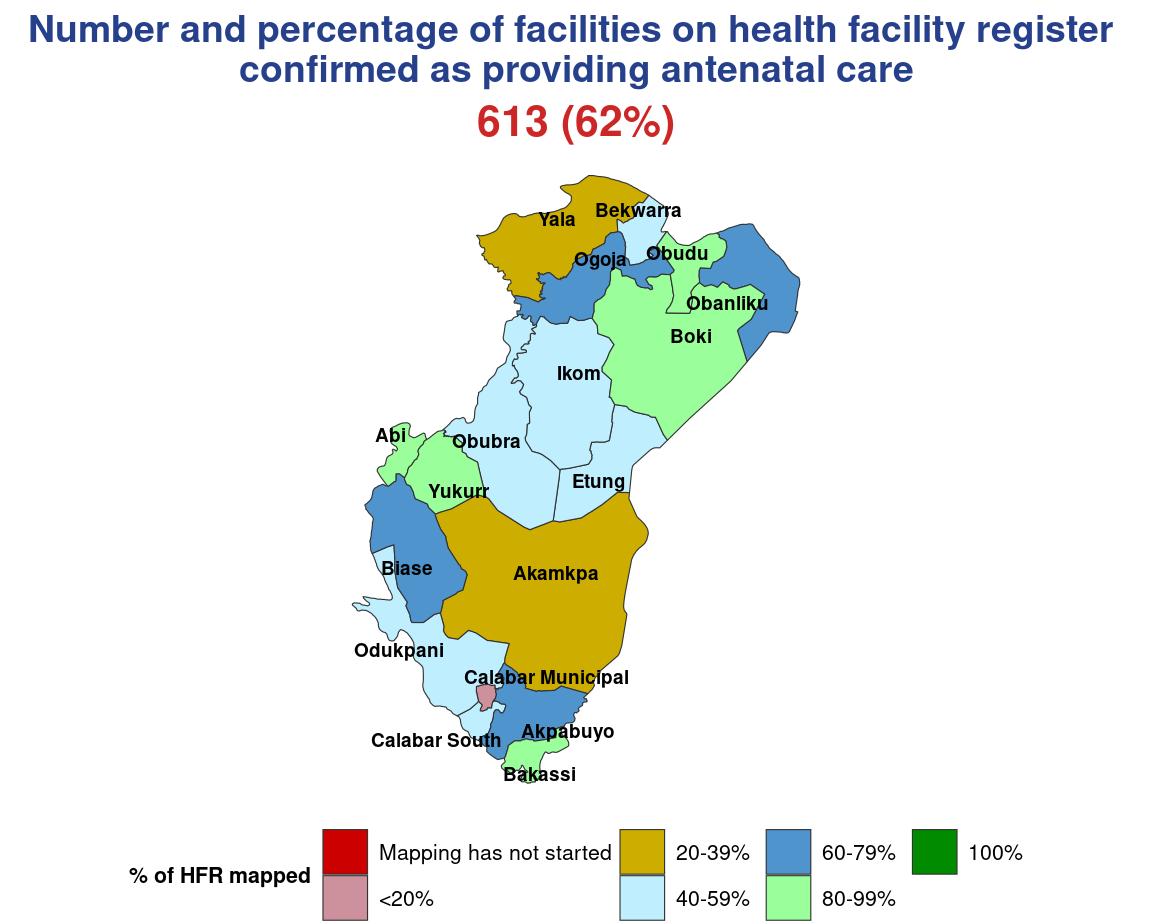 Number and percentage of facilities on health facility register
confirmed as providing antenatal care
613 (62%)
Bekwarra
Yala
Obudu
Ogoja
Obanliku
Boki
Ikom
Abi
Obubra
Etung
Yukurr
Biase
Akamkpa
Odukpani
Calabar Municipal
Akpabuyo
Calabar South
Bakassi
% of HFR mapped
Mapping has not started
<20%
20-39%
40-59%
60-79%
80-99%
100%